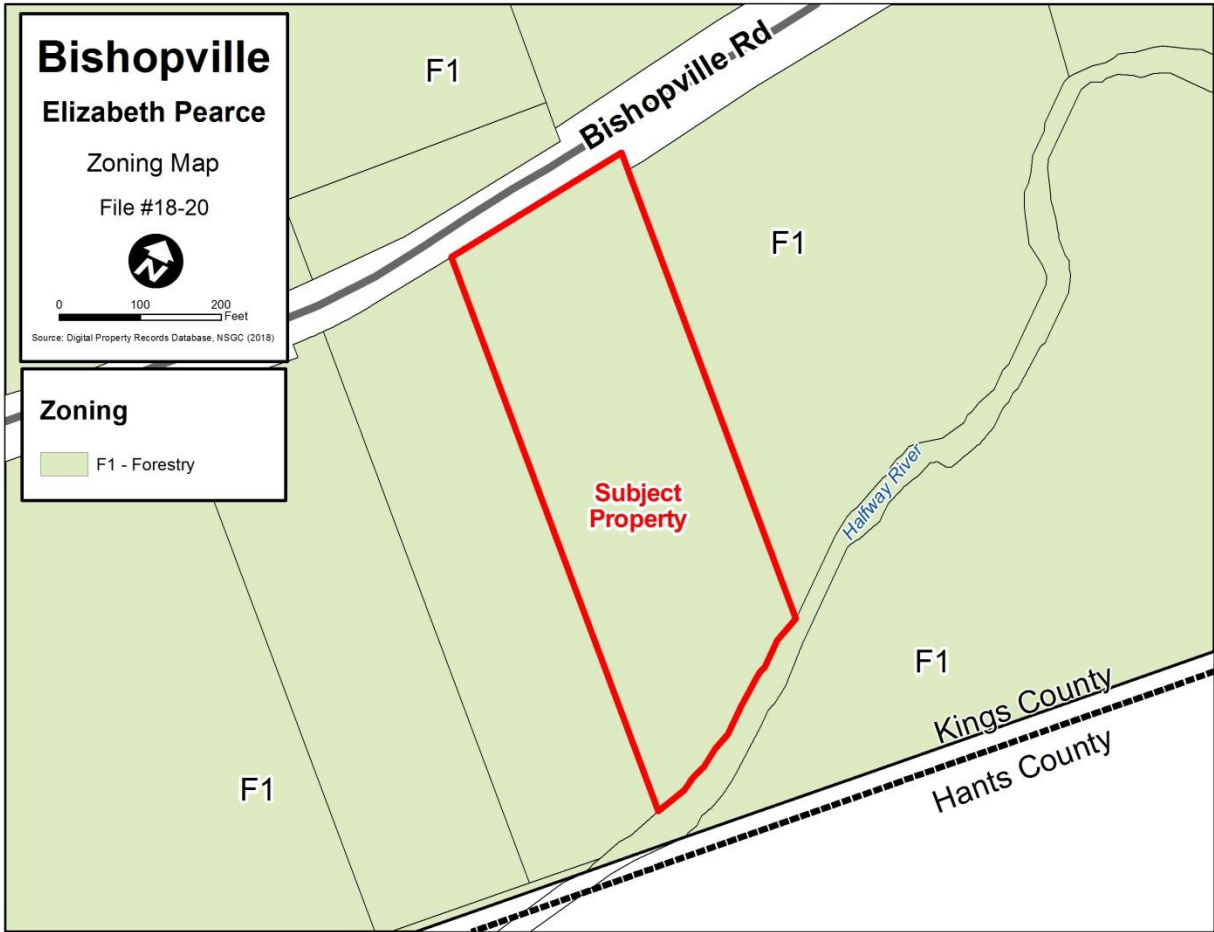 Bishopville
Elizabeth Pearce
Zoning Map
File #18-20
N
0 100 200
Feet
Source: Digital Property Records Database, NSGC (2018)
Zoning
F1 - Forestry
F1
Bishopville Rd
F1
Subject
Property
Halfway River
F1
Kings County
Hants County
F1